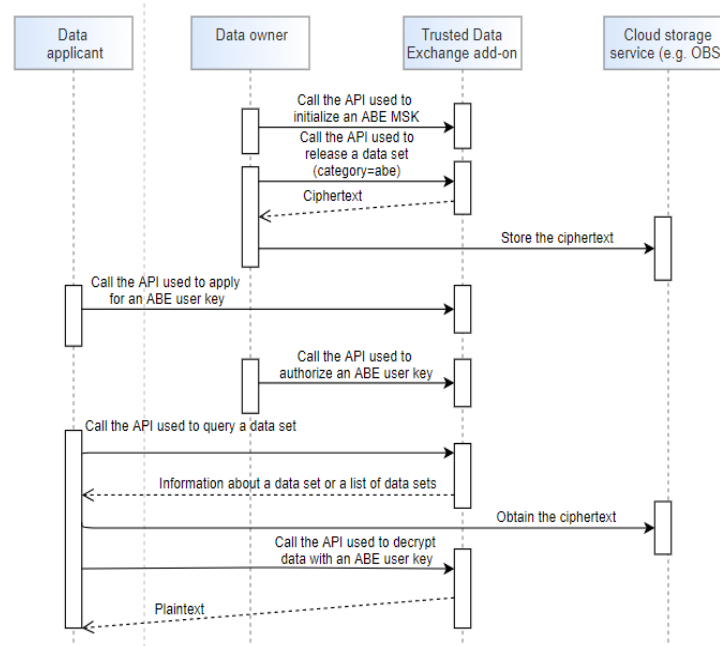 Data
applicant
Data owner
Trusted Data
Exchange add-on
Cloud storage
service (e.g. OBS
Call the API used to
initialize an ABE MSK
Call the API used to
release a data set
(category=abe)
Ciphertext
Store the ciphertext
Call the API used to apply
for an ABE user key
Call the API used to
authorize an ABE user key
Call the API used to query a data set
Information about a data set or a list of data sets
Obtain the ciphertext
Call the API used to decrypt
data with an ABE user key
Plaintext